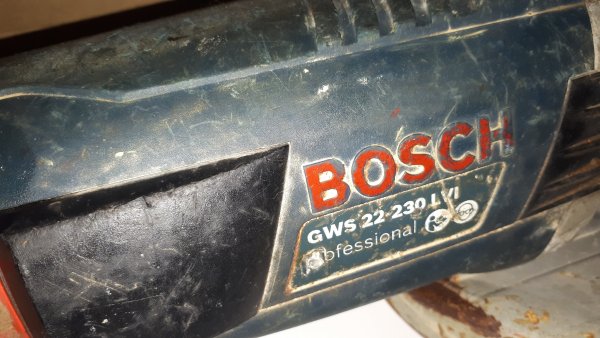 BOSCH
GWS 22-230 LVI
Professional